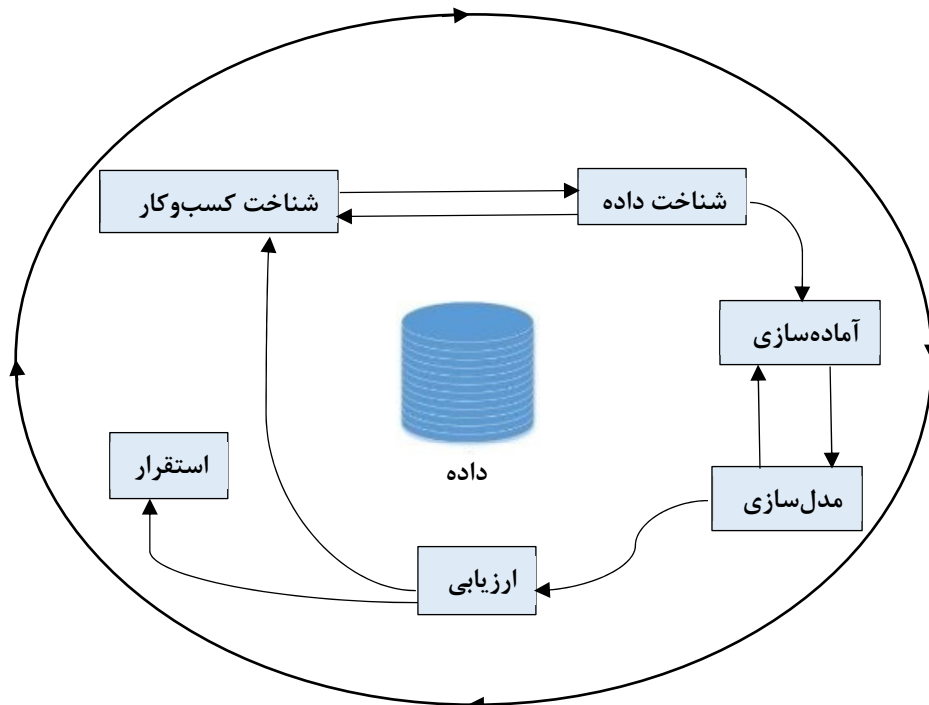 شناخت کسب‌وکار
شناخت داده
آماده‌سازی
داده
استقرار
مدل‌سازی
ارزیابی